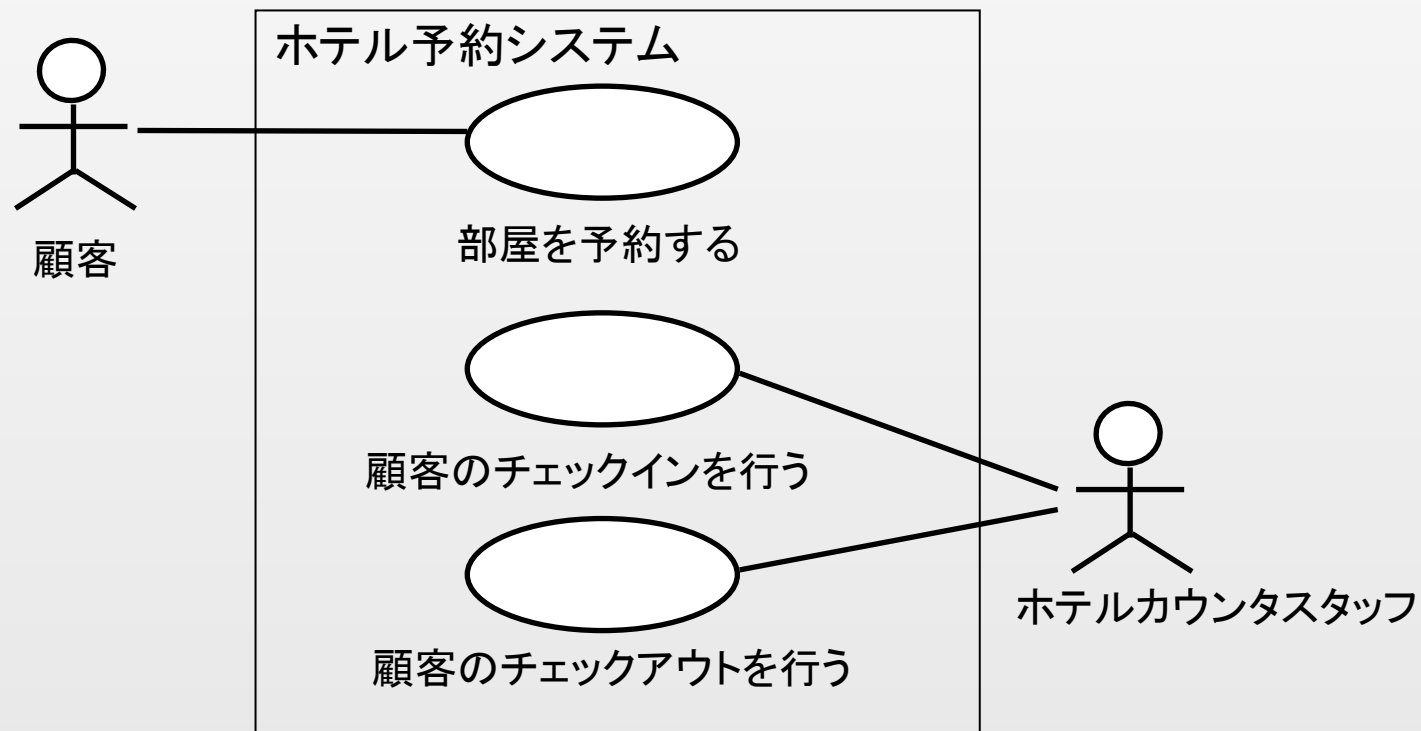 ホテル予約システム
部屋を予約する
顧客
顧客のチェックインを行う
ホテルカウンタスタッフ
顧客のチェックアウトを行う